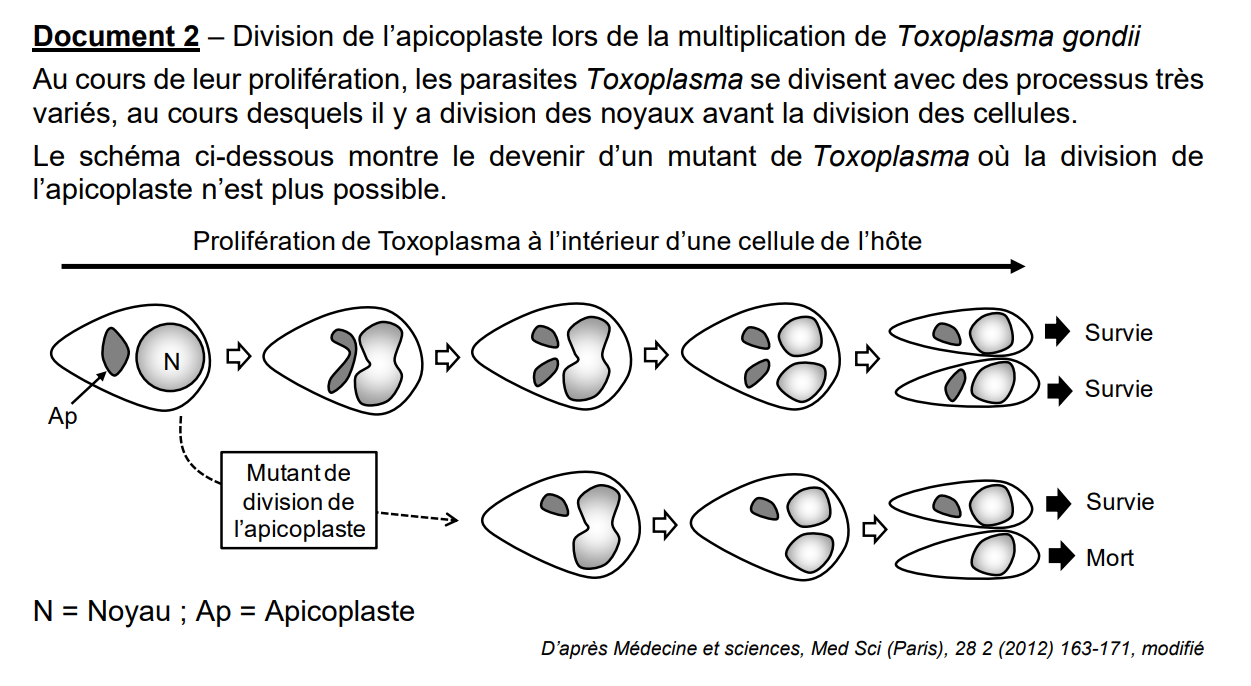 Document 2 – Division de l’apicoplaste lors de la multiplication de Toxoplasma gondii
Au cours de leur prolifération, les parasites Toxoplasma se divisent avec des processus très
variés, au cours desquels il y a division des noyaux avant la division des cellules.
Le schéma ci-dessous montre le devenir d’un mutant de Toxoplasma où la division de
l’apicoplaste n’est plus possible.
Prolifération de Toxoplasma à l’intérieur d’une cellule de l’hôte
N
Ap
Survie
Survie
Mutant de
division de
l’apicoplaste
Survie
Mort
N = Noyau ; Ap = Apicoplaste
D’après Médecine et sciences, Med Sci (Paris), 28 2 (2012) 163-171, modifié